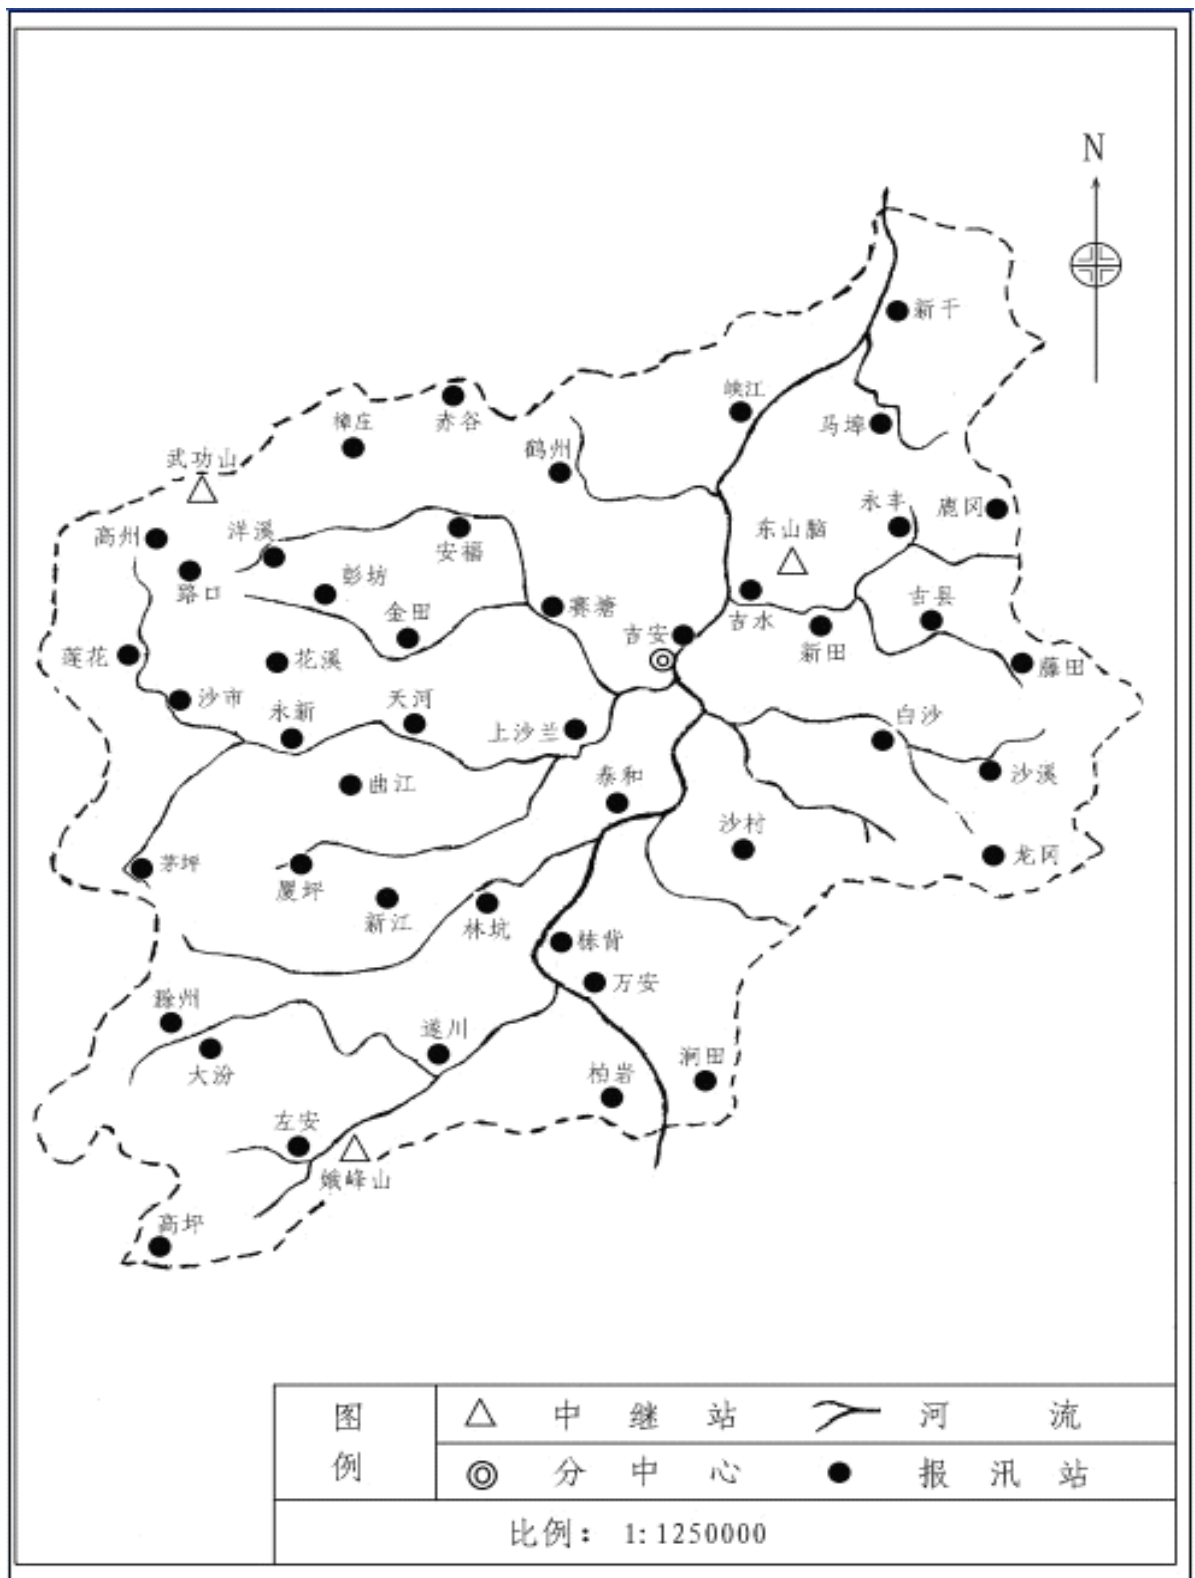 N
新干
峡江
马埠
赤谷
樟庄
鹤州
武功山
永丰
鹿冈
高州
洋溪
安福
东山脑
彭坊
路口
金田
赛塘
吉水
古县
吉安
新田
莲花
花溪
藤田
沙市
永新
天河
上沙兰
白沙
泰和
沙溪
曲江
沙村
龙冈
茅坪
厦坪
新江
林坑
栋背
万安
滁州
遂川
大汾
柏岩
涧田
左安
娥峰山
高坪
图例
中继站
河流
分中心
报汛站
比例：1:1250000